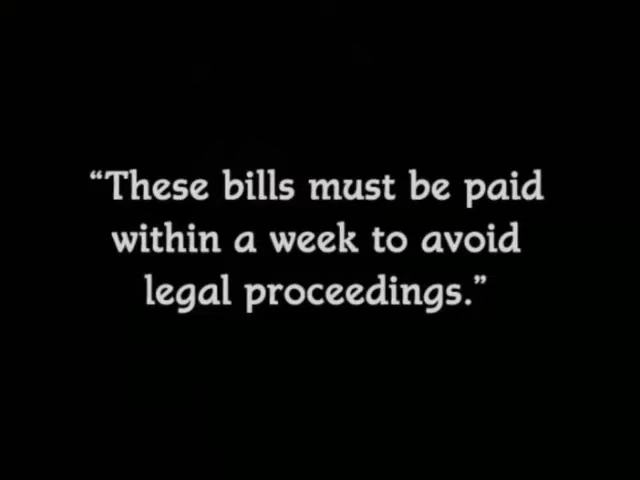 “These bills must be paid
within a week to avoid
legal proceedings.”